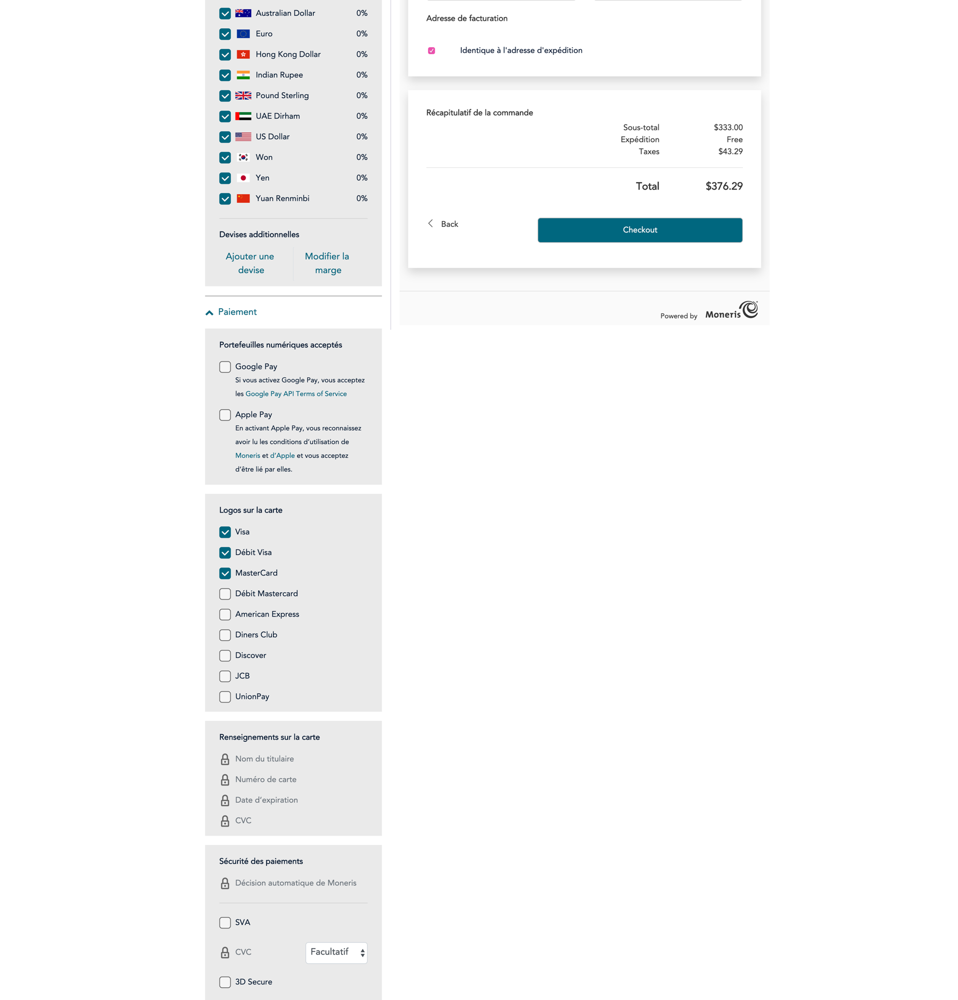 Australian Dollar 0%
Euro 0%
Hong Kong Dollar 0%
Indian Rupee 0%
Pound Sterling 0%
UAE Dirham 0%
US Dollar 0%
Won 0%
Yen 0%
Yuan Renminbi 0%
Devises additionnelles
Ajouter une
devise
Modifier la
marge
Paiement
Portefeuilles numériques acceptés
Google Pay
Si vous activez Google Pay, vous acceptez
les Google Pay API Terms of Service
Apple Pay
En activant Apple Pay, vous reconnaissez
avoir lu les conditions d’utilisation de
Moneris et d’Apple et vous acceptez
d’être lié par elles.
Logos sur la carte
Visa
Débit Visa
MasterCard
Débit Mastercard
American Express
Diners Club
Discover
JCB
UnionPay
Renseignements sur la carte
Nom du titulaire
Numéro de carte
Date d’expiration
CVC
Sécurité des paiements
Décision automatique de Moneris
SVA
CVC Facultatif
3D Secure
Adresse de facturation
Identique à l'adresse d'expédition
Récapitulatif de la commande
Sous-total $333.00
Expédition Free
Taxes $43.29
Total $376.29
Back
Checkout
Powered by Moneris